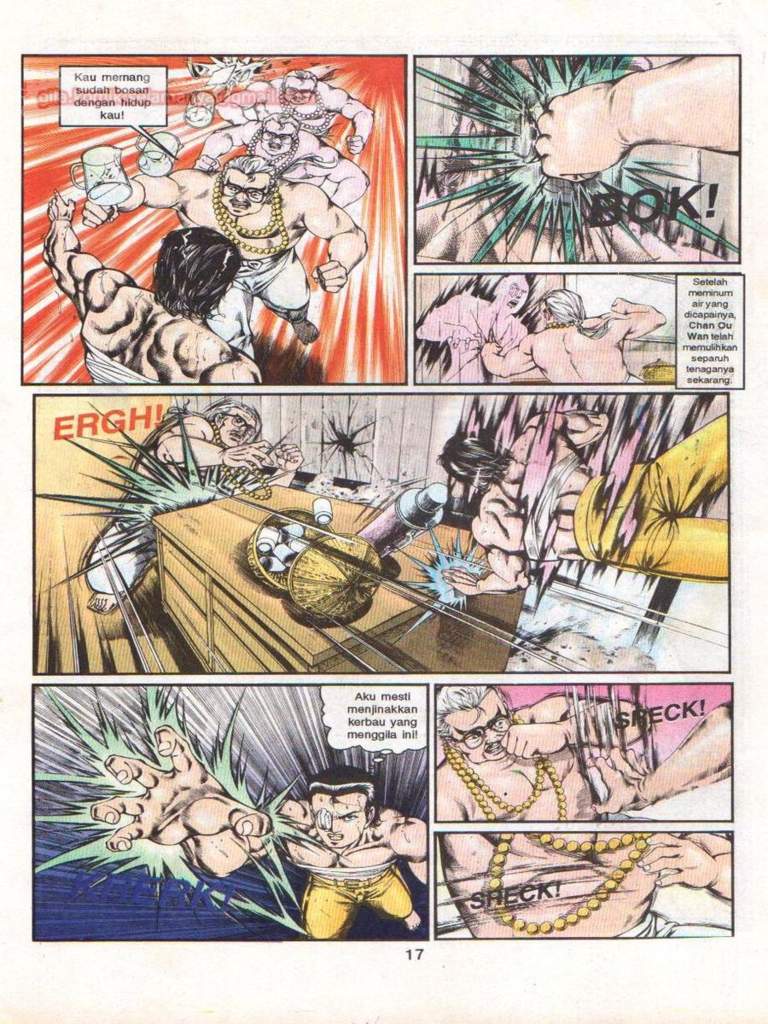 Kau memang
sudah bosan
dengan hidup
kau!
BOK!
Setelah
meminum
air yang
dicapainya,
Chan Ou
Wan telah
memulihkan
separuh
tenaganya
sekarang.
ERGH!
Aku mesti
menjinakkan
kerbau yang
menggila ini!
SHECK!
SHECK!
17